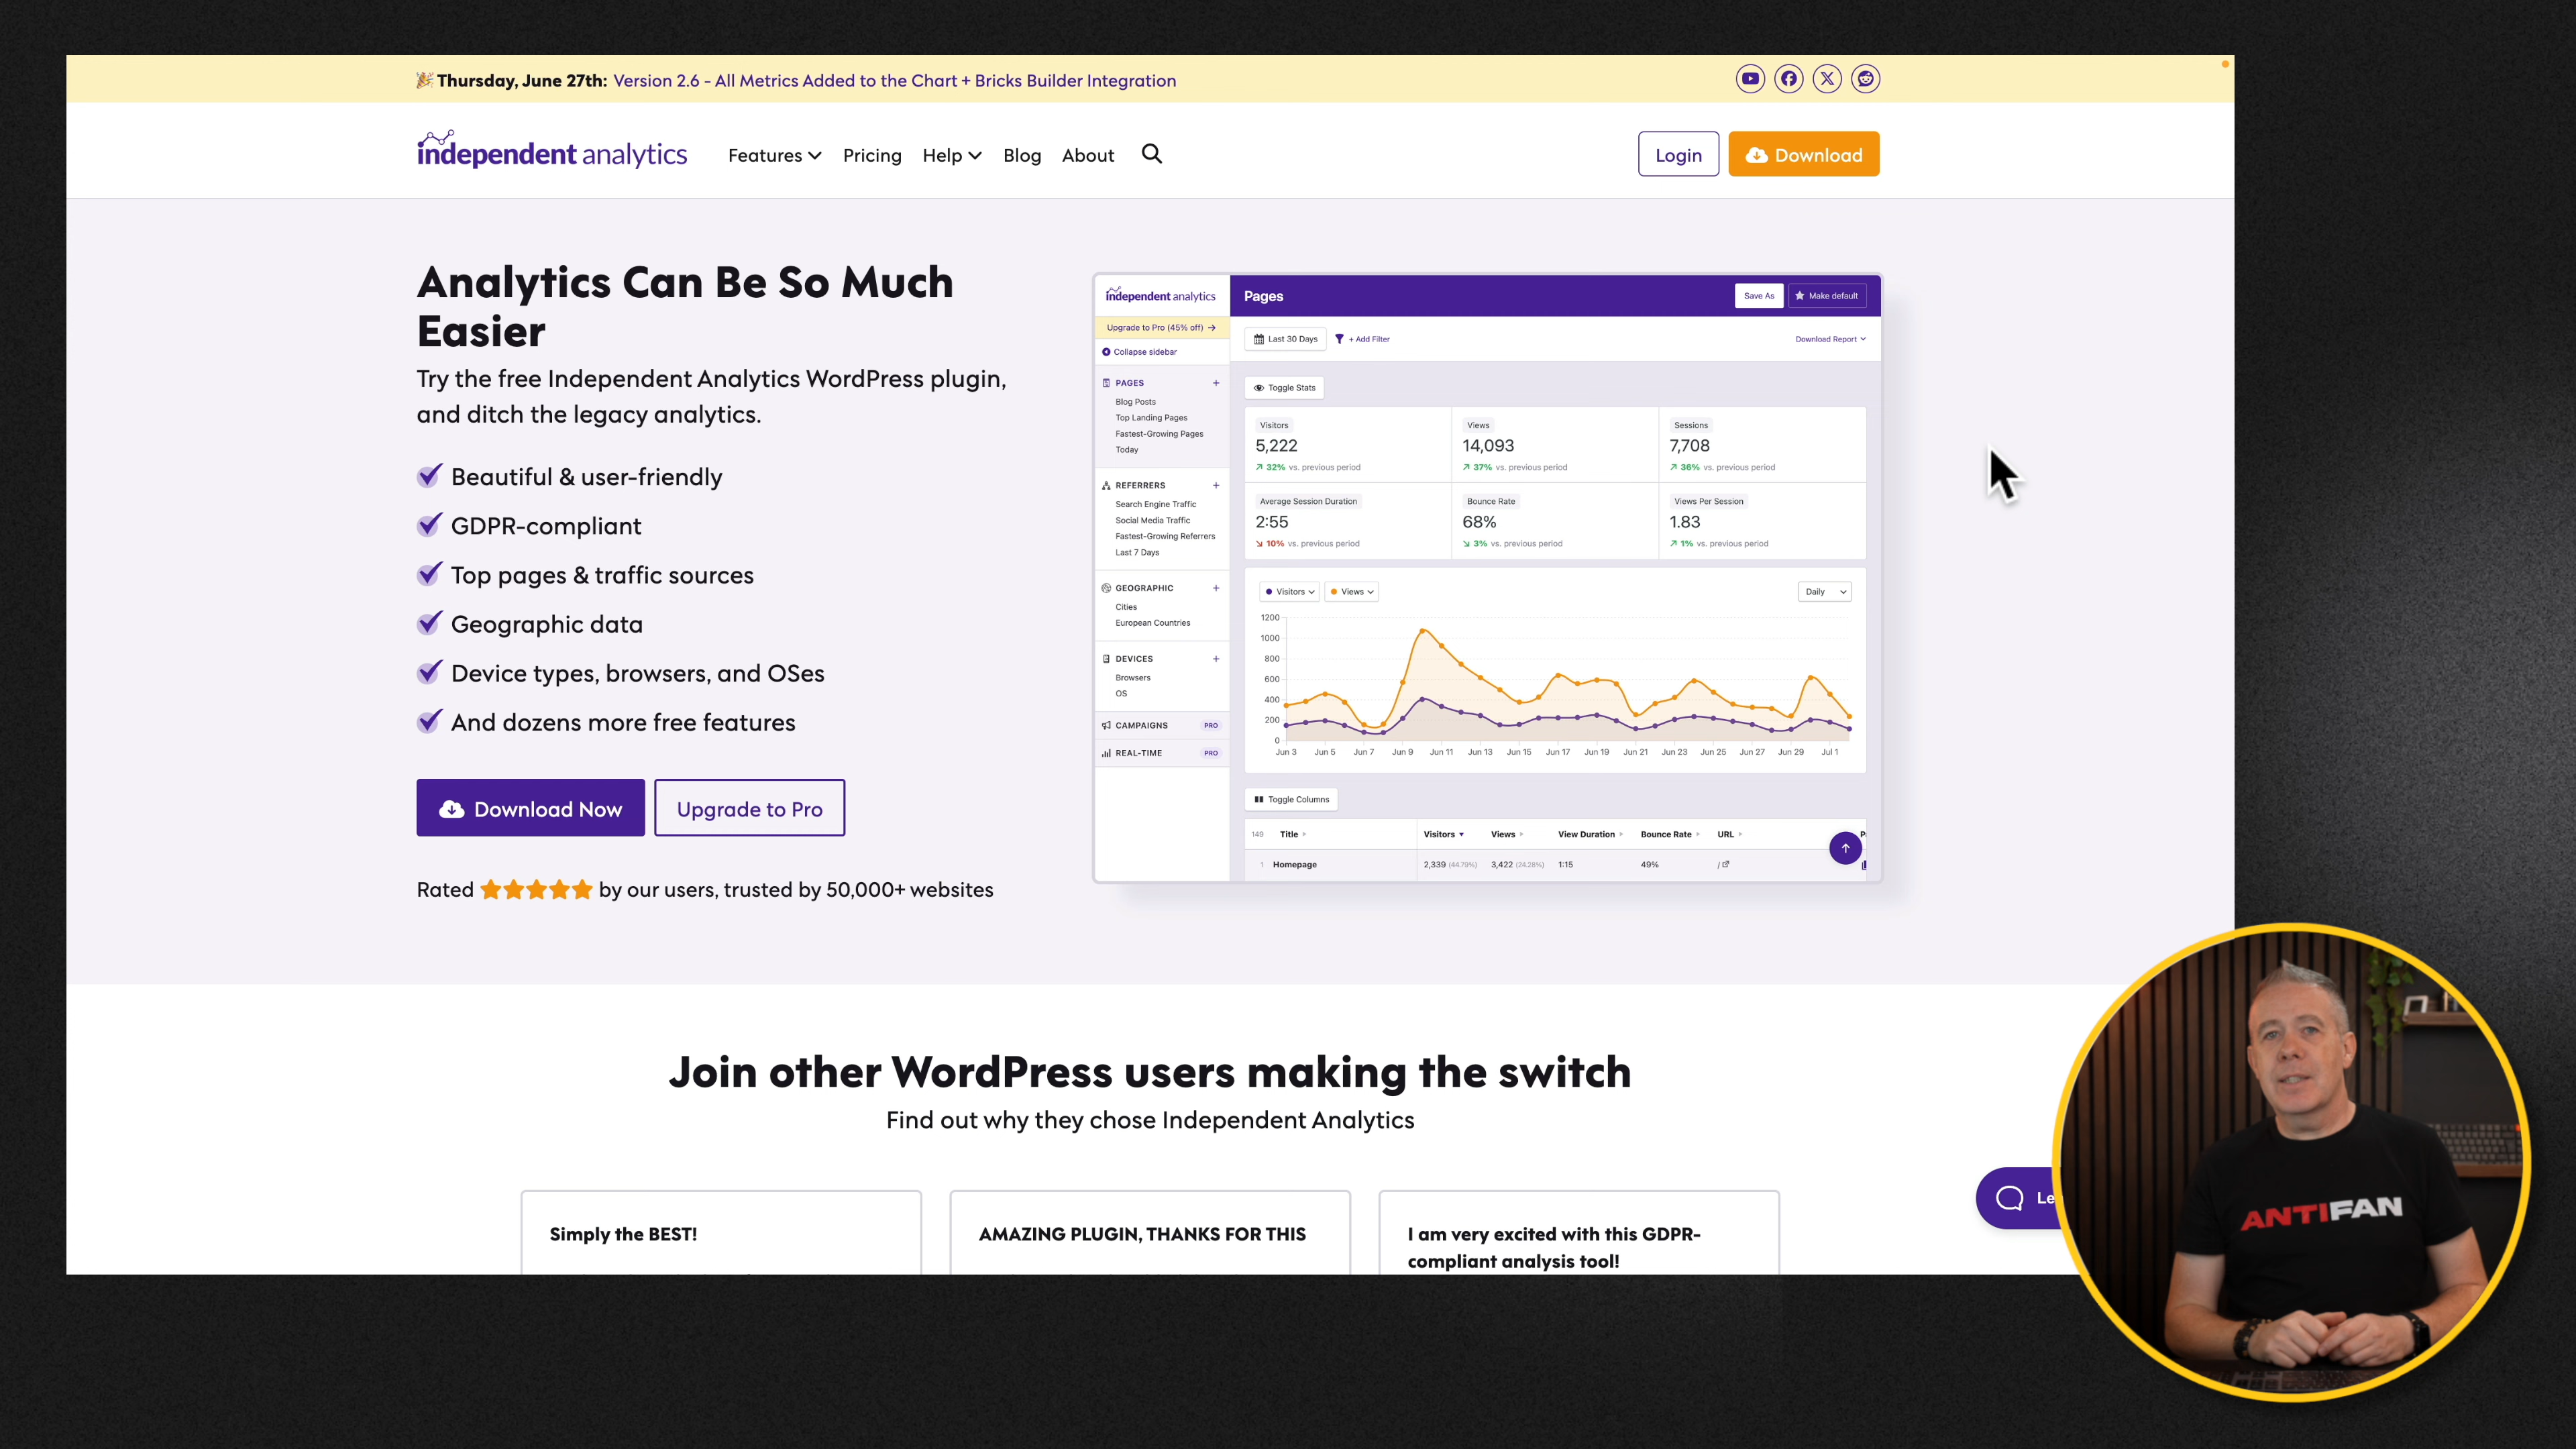 Thursday, June 27th: Version 2.6 - All Metrics Added to the Chart + Bricks Builder Integration
independent analytics
Features
Pricing
Help
Blog
About
Login
Download
Analytics Can Be So Much
Easier
Try the free Independent Analytics WordPress plugin,
and ditch the legacy analytics.
Beautiful & user-friendly
GDPR-compliant
Top pages & traffic sources
Geographic data
Device types, browsers, and OSes
And dozens more free features
Download Now
Upgrade to Pro
Rated by our users, trusted by 50,000+ websites
independent analytics
Upgrade to Pro (45% off) →
Collapse sidebar
PAGES +
Blog Posts
Top Landing Pages
Fastest-Growing Pages
Today
REFERRERS +
Search Engine Traffic
Social Media Traffic
Fastest-Growing Referrers
Last 7 Days
GEOGRAPHIC +
Cities
European Countries
DEVICES +
Browsers
OS
CAMPAIGNS PRO
REAL-TIME PRO
Pages
Save As
Make default
Last 30 Days
+ Add Filter
Download Report
Toggle Stats
Visitors
5,222
32% vs. previous period
Views
14,093
37% vs. previous period
Sessions
7,708
36% vs. previous period
Average Session Duration
2:55
10% vs. previous period
Bounce Rate
68%
3% vs. previous period
Views Per Session
1.83
1% vs. previous period
Visitors
Views
Daily
1200
1000
800
600
400
200
0
Jun 3 Jun 5 Jun 7 Jun 9 Jun 11 Jun 13 Jun 15 Jun 17 Jun 19 Jun 21 Jun 23 Jun 25 Jun 27 Jun 29 Jul 1
Toggle Columns
149 Title Visitors Views View Duration Bounce Rate URL
1 Homepage 2,339 (44.79%) 3,422 (24.28%) 1:15 49% /
Join other WordPress users making the switch
Find out why they chose Independent Analytics
Simply the BEST!
AMAZING PLUGIN, THANKS FOR THIS
I am very excited with this GDPR-
compliant analysis tool!
ANTIFAN